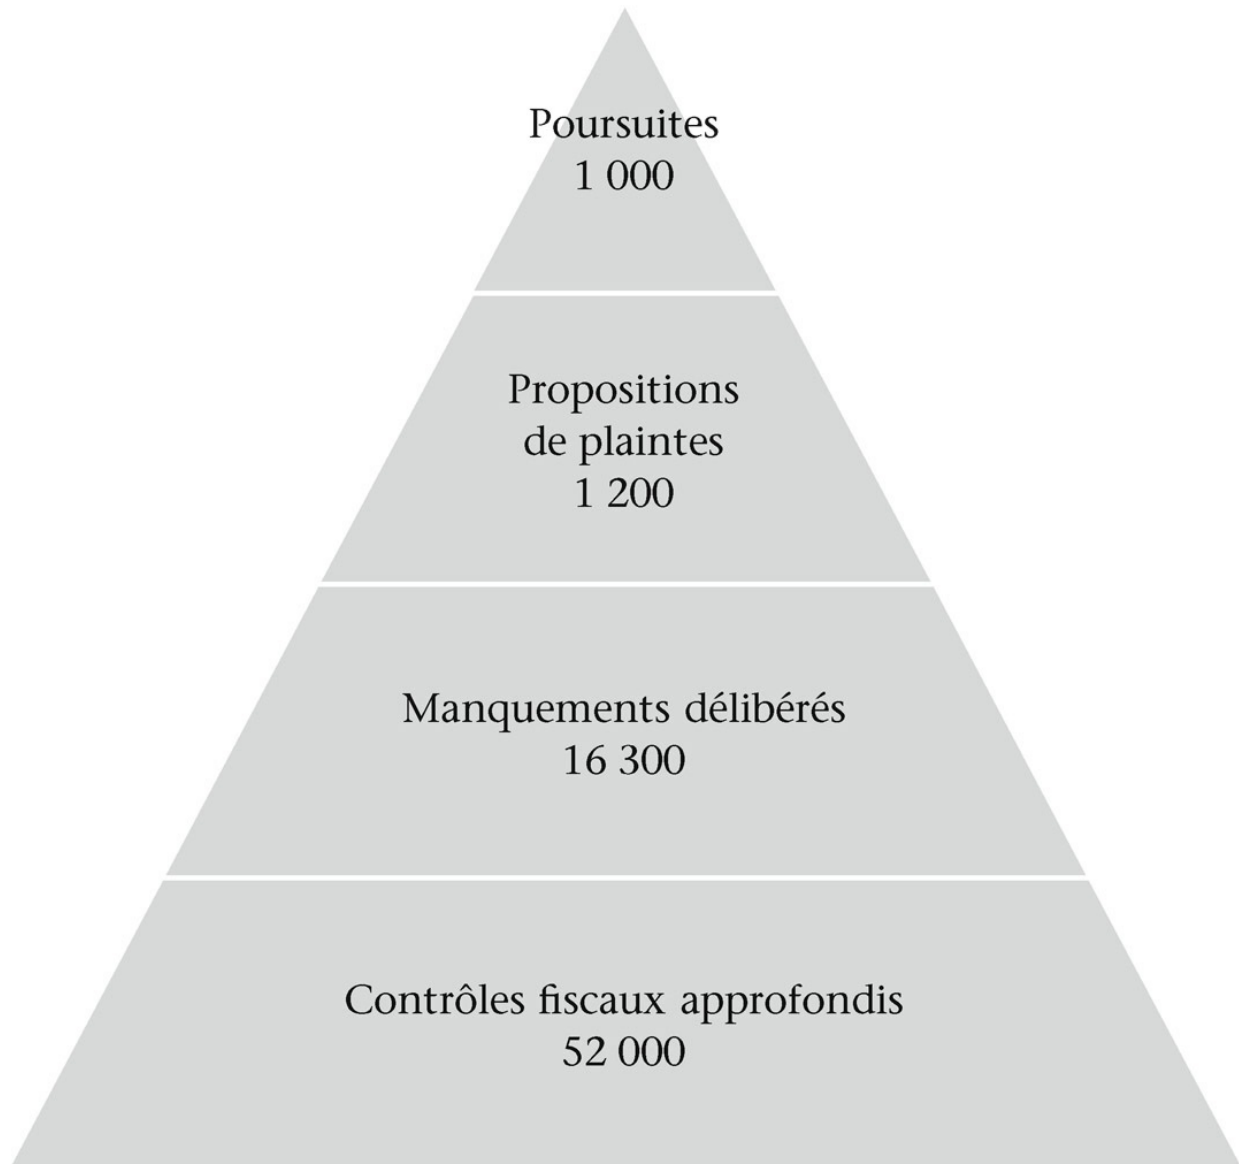 Poursuites
1 000
Propositions
de plaintes
1 200
Manquements délibérés
16 300
Contrôles fiscaux approfondis
52 000